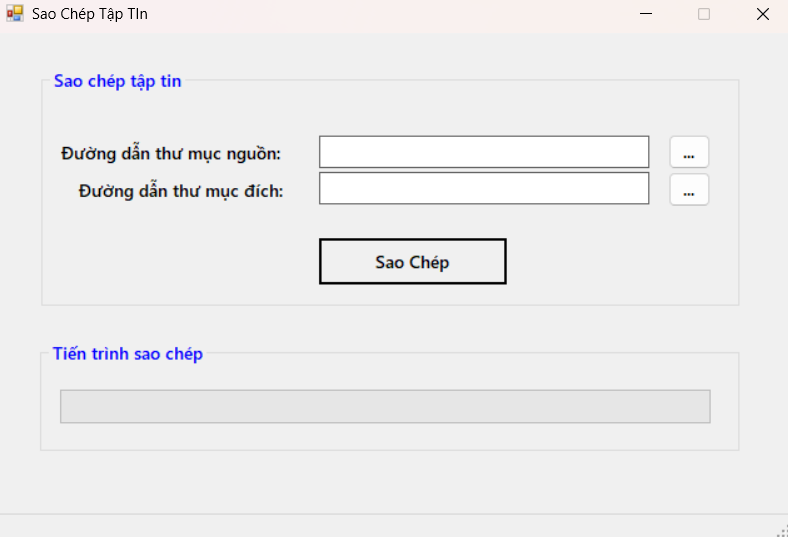 Sao Chép Tập TIn
Sao chép tập tin
Đường dẫn thư mục nguồn:
...
Đường dẫn thư mục đích:
...
Sao Chép
Tiến trình sao chép